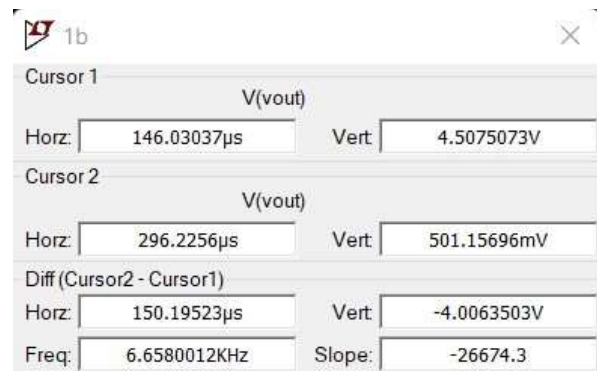 1b
Cursor 1
V(vout)
Horz: 146.03037µs Vert: 4.5075073V
Cursor 2
V(vout)
Horz: 296.2256µs Vert: 501.15696mV
Diff (Cursor2 - Cursor1)
Horz: 150.19523µs Vert: -4.0063503V
Freq: 6.6580012KHz Slope: -26674.3